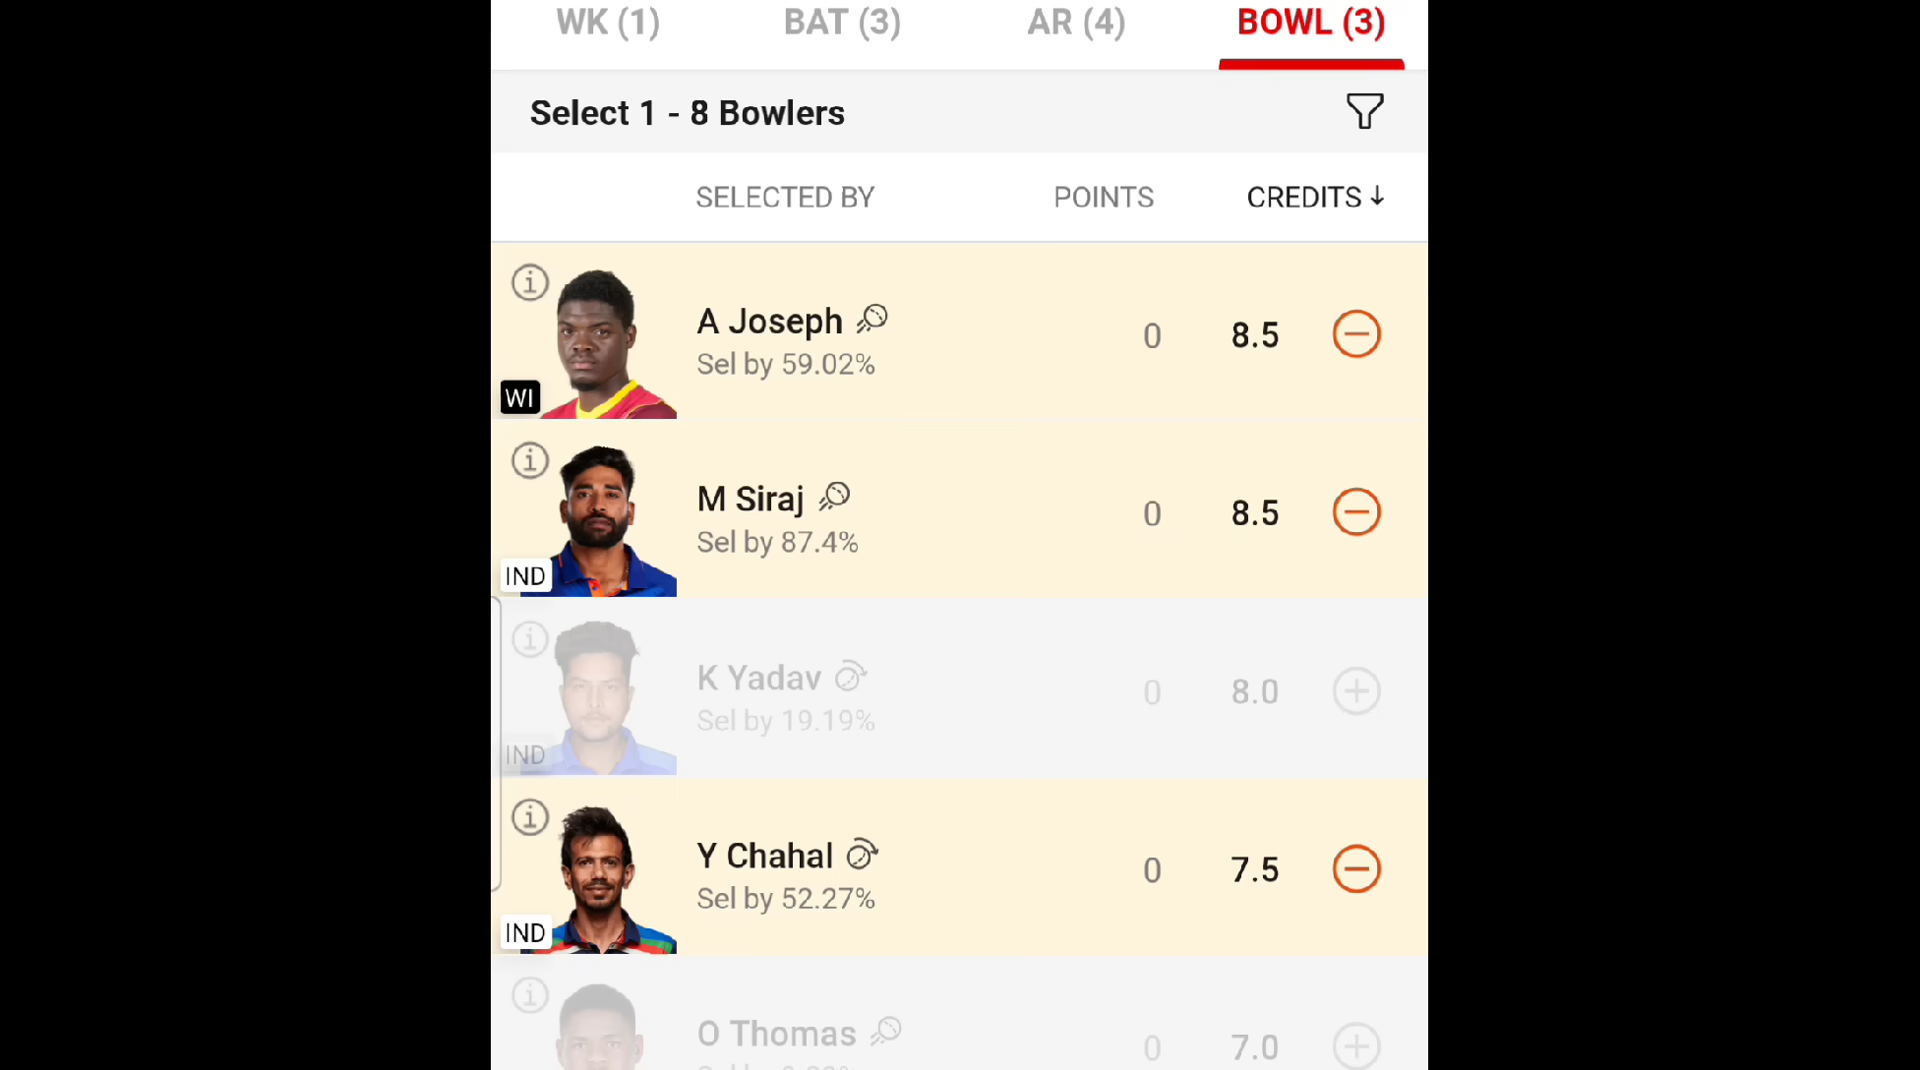 WK (1) BAT (3) AR (4) BOWL (3)
Select 1 - 8 Bowlers
SELECTED BY POINTS CREDITS ↓
A Joseph 0 8.5
Sel by 59.02%
WI
M Siraj 0 8.5
Sel by 87.4%
IND
K Yadav 0 8.0
Sel by 19.19%
IND
Y Chahal 0 7.5
Sel by 52.27%
IND
O Thomas 0 7.0
Sel by